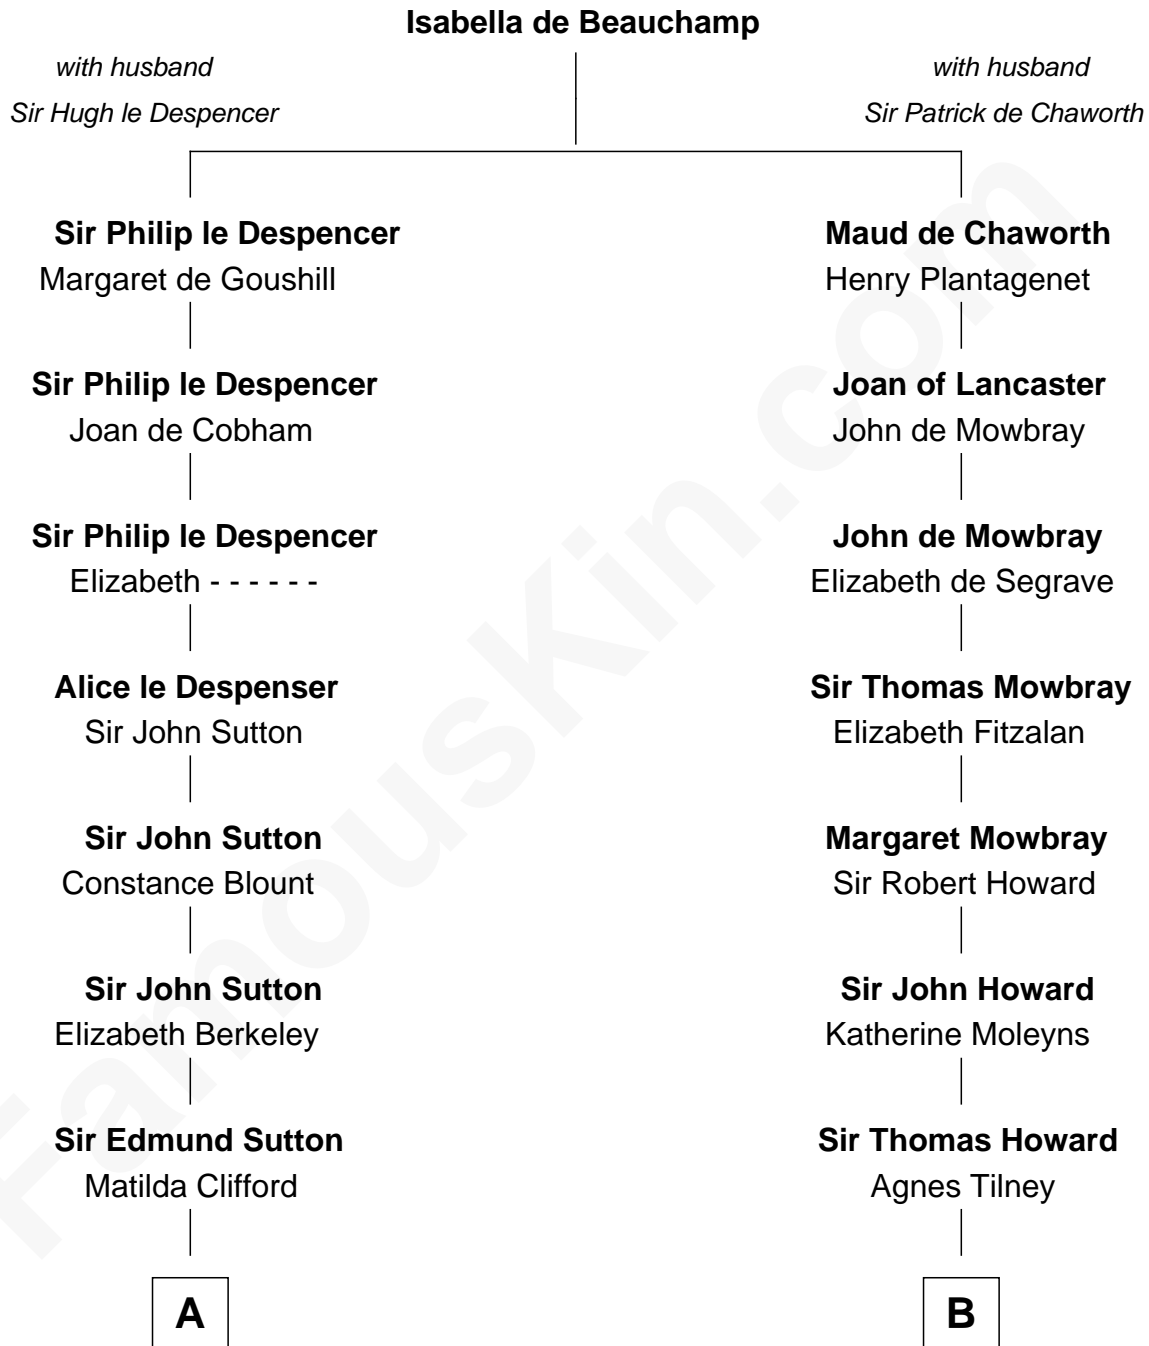 Isabella de Beauchamp
with husband
Sir Hugh le Despencer
with husband
Sir Patrick de Chaworth
Sir Philip le Despencer
Margaret de Goushill
Maud de Chaworth
Henry Plantagenet
Sir Philip le Despencer
Joan de Cobham
Joan of Lancaster
John de Mowbray
Sir Philip le Despencer
Elizabeth - - - - - -
John de Mowbray
Elizabeth de Segrave
Alice le Despenser
Sir John Sutton
Sir Thomas Mowbray
Elizabeth Fitzalan
Sir John Sutton
Constance Blount
Margaret Mowbray
Sir Robert Howard
Sir John Sutton
Elizabeth Berkeley
Sir John Howard
Katherine Moleyns
Sir Edmund Sutton
Matilda Clifford
Sir Thomas Howard
Agnes Tilney
A
B
FamousKin.com